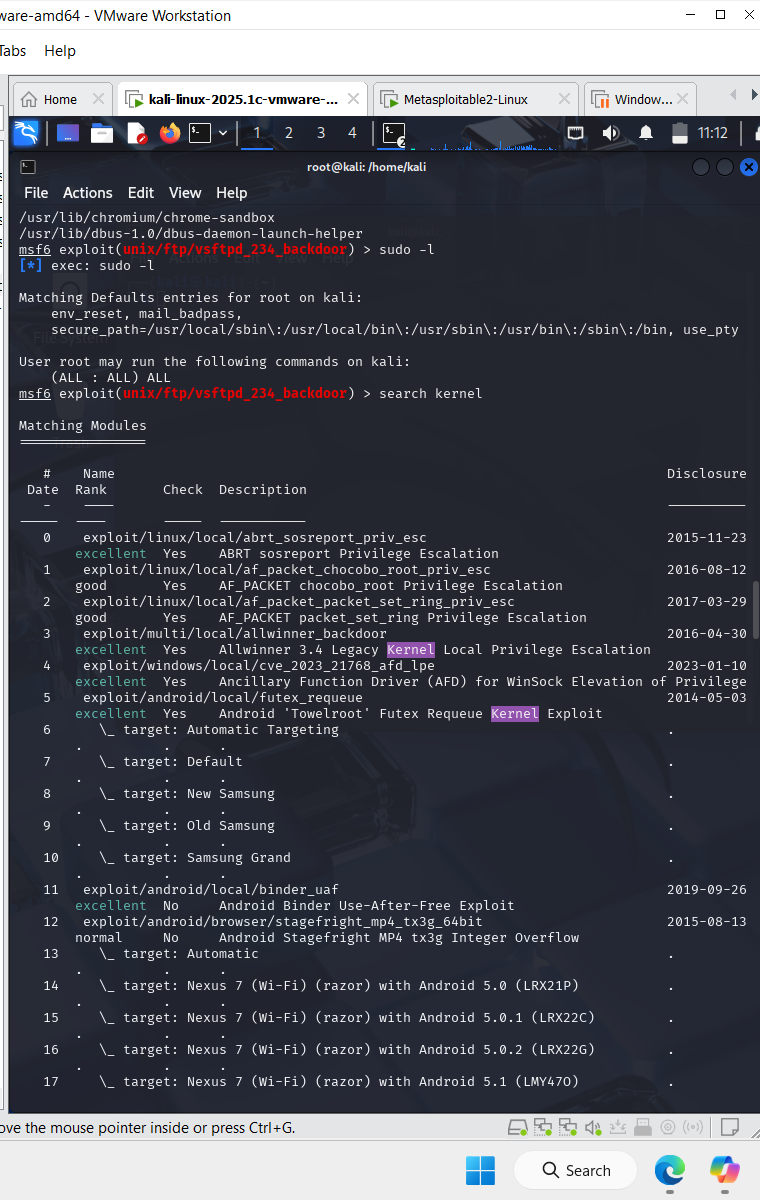 ware-amd64 - VMware Workstation
Tabs Help
Home
kali-linux-2025.1c-vmware-...
Metasploitable2-Linux
Window...
1 2 3 4 2 11:12
root@kali: /home/kali
File Actions Edit View Help
/usr/lib/chromium/chrome-sandbox
/usr/lib/dbus-1.0/dbus-daemon-launch-helper
msf6 exploit(unix/ftp/vsftpd_234_backdoor) > sudo -l
[*] exec: sudo -l
Matching Defaults entries for root on kali:
env_reset, mail_badpass,
secure_path=/usr/local/sbin\:/usr/local/bin\:/usr/sbin\:/usr/bin\:/sbin\:/bin, use_pty
User root may run the following commands on kali:
(ALL : ALL) ALL
msf6 exploit(unix/ftp/vsftpd_234_backdoor) > search kernel
Matching Modules
================
# Name Disclosure
Date Rank Check Description
- ---- ----------
----- ---- ----- -----------
0 exploit/linux/local/abrt_sosreport_priv_esc 2015-11-23
excellent Yes ABRT sosreport Privilege Escalation
1 exploit/linux/local/af_packet_chocobo_root_priv_esc 2016-08-12
good Yes AF_PACKET chocobo_root Privilege Escalation
2 exploit/linux/local/af_packet_packet_set_ring_priv_esc 2017-03-29
good Yes AF_PACKET packet_set_ring Privilege Escalation
3 exploit/multi/local/allwinner_backdoor 2016-04-30
excellent Yes Allwinner 3.4 Legacy Kernel Local Privilege Escalation
4 exploit/windows/local/cve_2023_21768_afd_lpe 2023-01-10
excellent Yes Ancillary Function Driver (AFD) for WinSock Elevation of Privilege
5 exploit/android/local/futex_requeue 2014-05-03
excellent Yes Android 'Towelroot' Futex Requeue Kernel Exploit
6 \_ target: Automatic Targeting .
. . .
7 \_ target: Default .
. . .
8 \_ target: New Samsung .
. . .
9 \_ target: Old Samsung .
. . .
10 \_ target: Samsung Grand .
. . .
11 exploit/android/local/binder_uaf 2019-09-26
excellent No Android Binder Use-After-Free Exploit
12 exploit/android/browser/stagefright_mp4_tx3g_64bit 2015-08-13
normal No Android Stagefright MP4 tx3g Integer Overflow
13 \_ target: Automatic .
. . .
14 \_ target: Nexus 7 (Wi-Fi) (razor) with Android 5.0 (LRX21P) .
. . .
15 \_ target: Nexus 7 (Wi-Fi) (razor) with Android 5.0.1 (LRX22C) .
. . .
16 \_ target: Nexus 7 (Wi-Fi) (razor) with Android 5.0.2 (LRX22G) .
. . .
17 \_ target: Nexus 7 (Wi-Fi) (razor) with Android 5.1 (LMY47O) .
ove the mouse pointer inside or press Ctrl+G.
Search